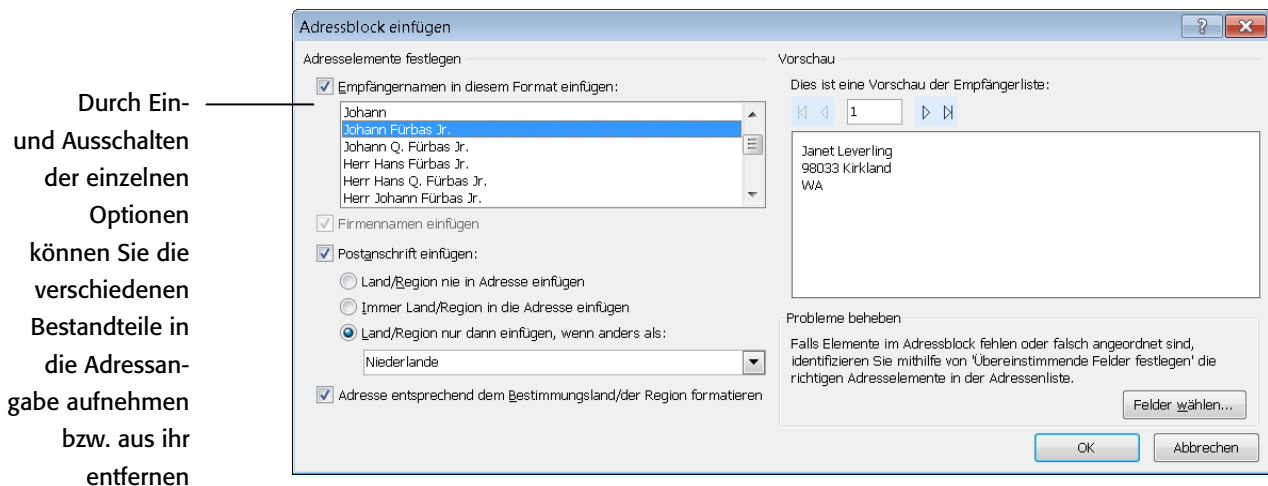 Durch Ein-
und Ausschalten
der einzelnen
Optionen
können Sie die
verschiedenen
Bestandteile in
die Adressan-
gabe aufnehmen
bzw. aus ihr
entfernen
Adressblock einfügen
Adresselemente festlegen
Empfängernamen in diesem Format einfügen:
Johann
Johann Fürbas Jr.
Johann Q. Fürbas Jr.
Herr Hans Fürbas Jr.
Herr Hans Q. Fürbas Jr.
Herr Johann Fürbas Jr.
Firmennamen einfügen
Postanschrift einfügen:
Land/Region nie in Adresse einfügen
Immer Land/Region in die Adresse einfügen
Land/Region nur dann einfügen, wenn anders als:
Niederlande
Adresse entsprechend dem Bestimmungsland/der Region formatieren
Vorschau
Dies ist eine Vorschau der Empfängerliste:
1
Janet Leverling
98033 Kirkland
WA
Probleme beheben
Falls Elemente im Adressblock fehlen oder falsch angeordnet sind,
identifizieren Sie mithilfe von 'Übereinstimmende Felder festlegen' die
richtigen Adresselemente in der Adressenliste.
Felder wählen...
OK
Abbrechen